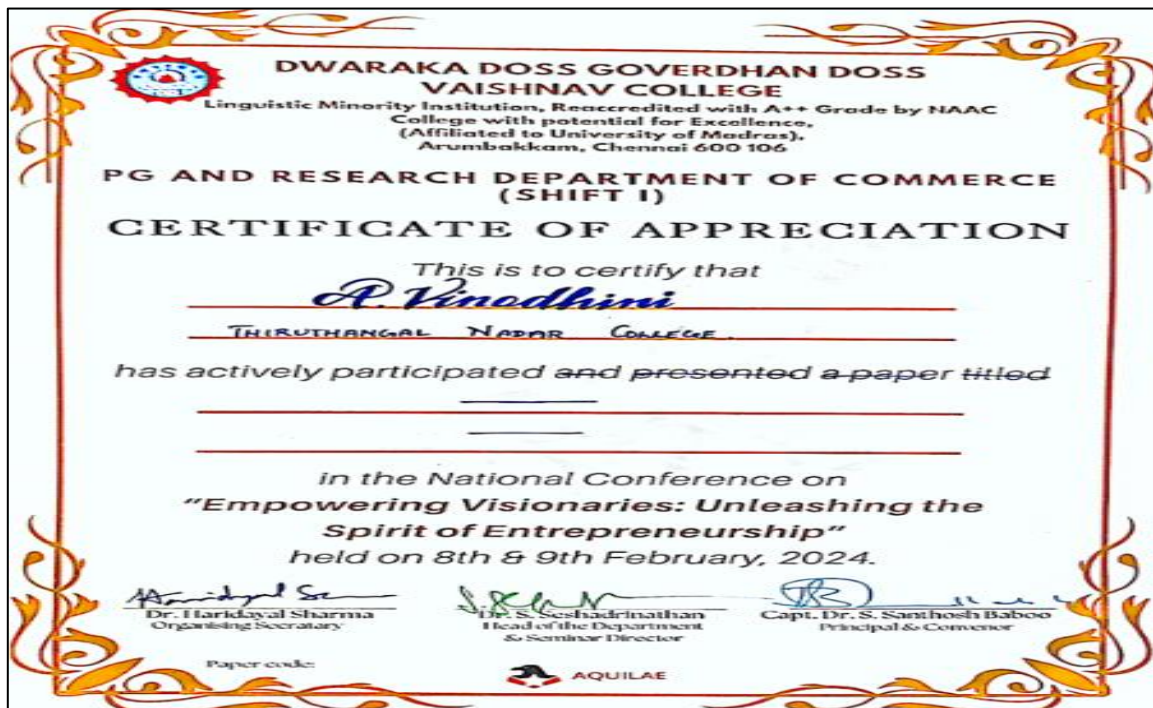 DWARAKA DOSS GOVERDHAN DOSS
VAISHNAV COLLEGE
Linguistic Minority Institution, Reaccredited with A++ Grade by NAAC
College with potential for Excellence,
(Affiliated to University of Madras),
Arumbakkam, Chennai 600 106
PG AND RESEARCH DEPARTMENT OF COMMERCE
(SHIFT I)
CERTIFICATE OF APPRECIATION
This is to certify that
A. Vinodhini
THIRUTHANGAL NADAR COLLEGE.
has actively participated and presented a paper titled
in the National Conference on
"Empowering Visionaries: Unleashing the
Spirit of Entrepreneurship"
held on 8th & 9th February, 2024.
Dr. Haridayal Sharma Dr. S. Seshadrinathan Capt. Dr. S. Santhosh Baboo
Organising Secratary Head of the Department Principal & Convenor
& Seminar Director
Paper code: AQUILAE